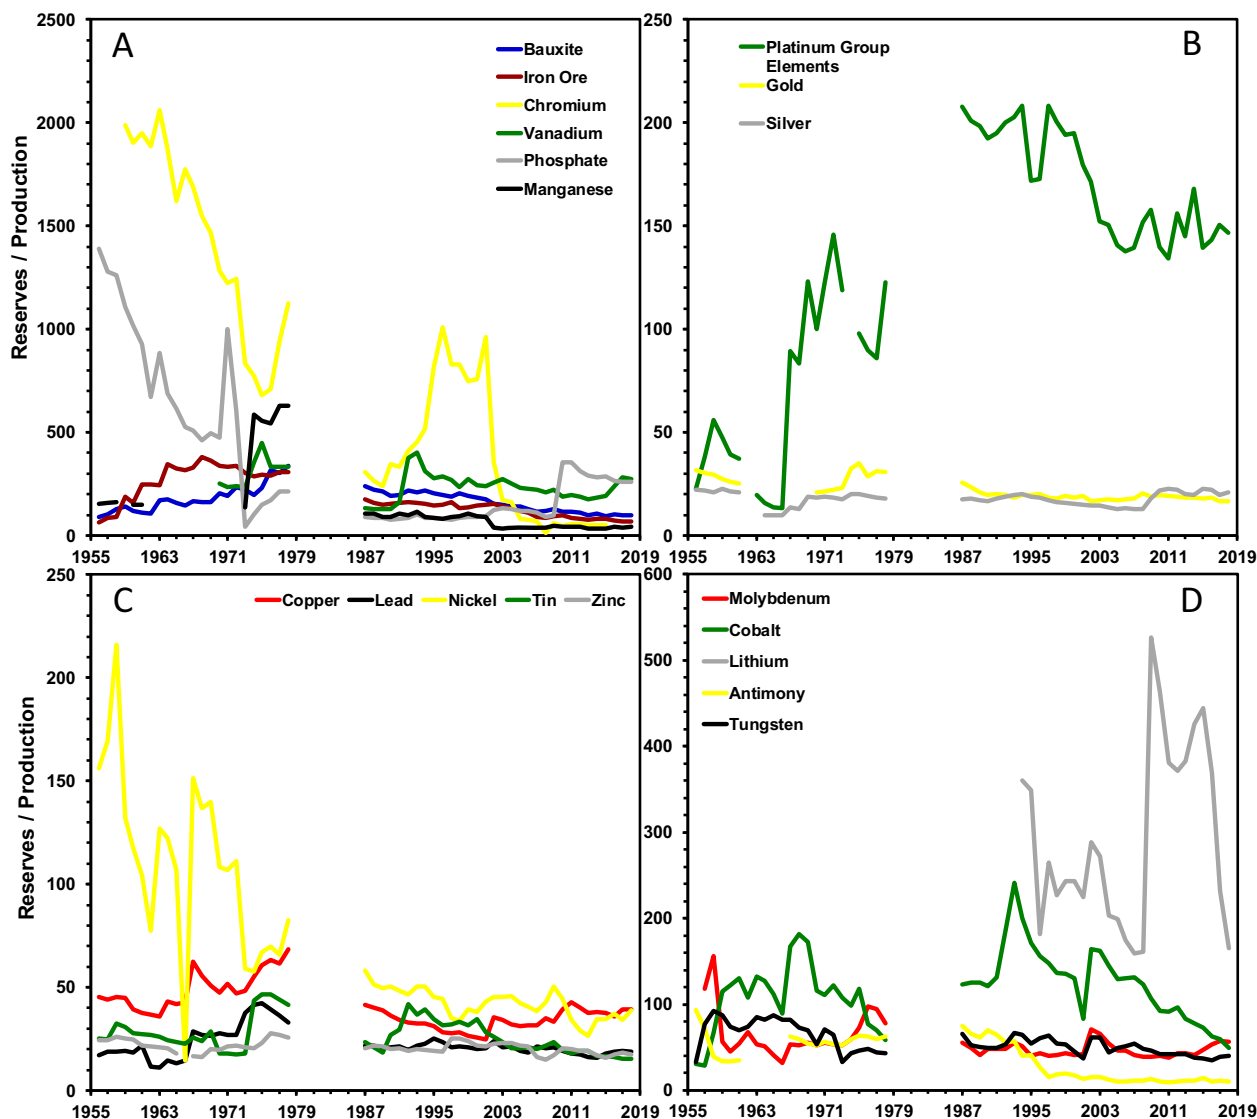 A
Reserves / Production
2500
2000
1500
1000
500
0
Bauxite
Iron Ore
Chromium
Vanadium
Phosphate
Manganese
1955 1963 1971 1979 1987 1995 2003 2011 2019
B
250
200
150
100
50
0
Platinum Group
Elements
Gold
Silver
1955 1963 1971 1979 1987 1995 2003 2011 2019
C
Reserves / Production
250
200
150
100
50
0
Copper Lead Nickel Tin Zinc
1955 1963 1971 1979 1987 1995 2003 2011 2019
D
600
500
400
300
200
100
0
Molybdenum
Cobalt
Lithium
Antimony
Tungsten
1955 1963 1971 1979 1987 1995 2003 2011 2019